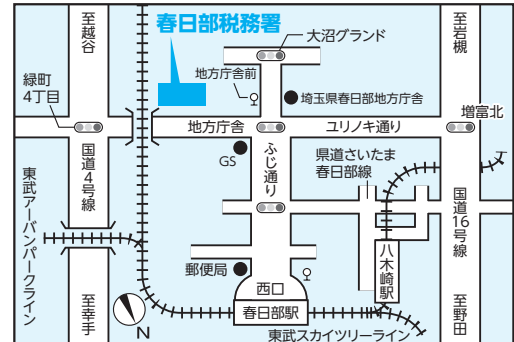 至越谷
春日部税務署
大沼グランド
至岩槻
緑町
4丁目
地方庁舎前
埼玉県春日部地方庁舎
増富北
地方庁舎
ユリノキ通り
GS
国道4号線
ふじ通り
県道さいたま
春日部線
東武アーバンパークライン
国道16号線
八木崎駅
郵便局
西口
至幸手
N
春日部駅
東武スカイツリーライン
至野田